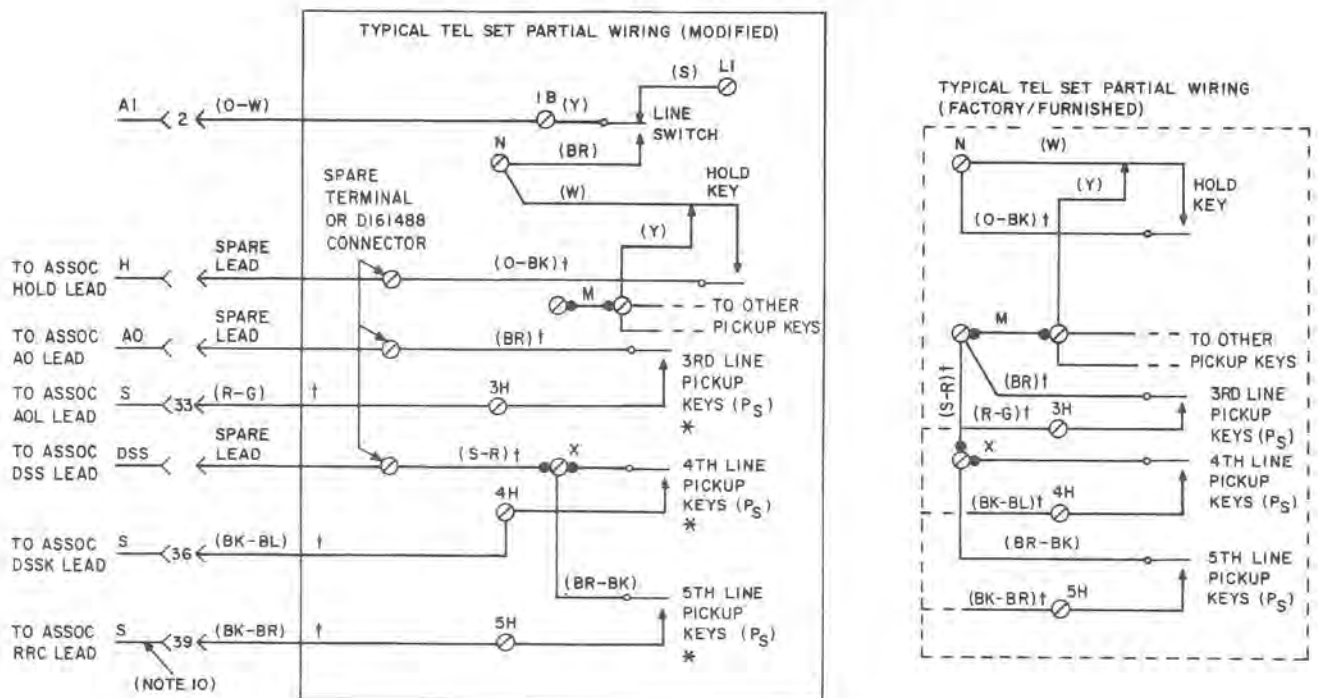 TYPICAL TEL SET PARTIAL WIRING (MODIFIED)
(S)
L1
A1
2
(O-W)
1B
(Y)
LINE
SWITCH
N
(BR)
SPARE
TERMINAL
OR D161488
CONNECTOR
(W)
HOLD
KEY
(Y)
TO ASSOC
HOLD LEAD
H
SPARE
LEAD
(O-BK)†
M
TO OTHER
PICKUP KEYS
TO ASSOC
AO LEAD
AO
SPARE
LEAD
(BR)†
3RD LINE
PICKUP
KEYS (PS)
*
TO ASSOC
AOL LEAD
S
33
(R-G)
†
3H
TO ASSOC
DSS LEAD
DSS
SPARE
LEAD
(S-R)†
X
4TH LINE
PICKUP
KEYS (PS)
*
4H
TO ASSOC
DSSK LEAD
S
36
(BK-BL)
†
(BR-BK)
5TH LINE
PICKUP
KEYS (PS)
*
TO ASSOC
RRC LEAD
S
39
(BK-BR)
†
5H
(NOTE 10)
TYPICAL TEL SET PARTIAL WIRING
(FACTORY/FURNISHED)
N
(W)
(Y)
HOLD
KEY
(O-BK)†
M
TO OTHER
PICKUP KEYS
(S-R)†
(BR)†
3RD LINE
PICKUP
KEYS (PS)
(R-G)†
3H
X
4TH LINE
PICKUP
KEYS (PS)
(BK-BL)†
4H
(BR-BK)
5TH LINE
PICKUP
KEYS (PS)
(BK-BR)†
5H